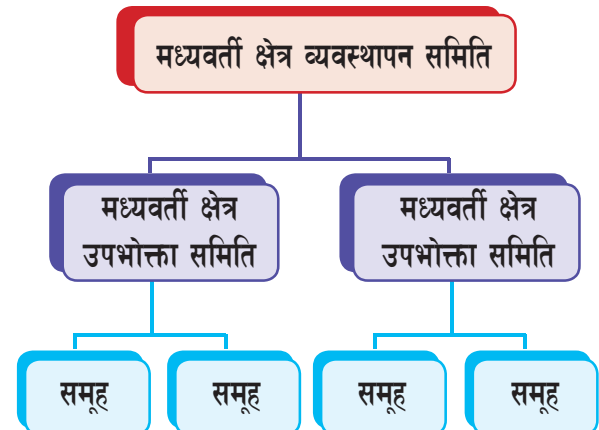 मध्यवर्ती क्षेत्र व्यवस्थापन समिति
मध्यवर्ती क्षेत्र
उपभोक्ता समिति
मध्यवर्ती क्षेत्र
उपभोक्ता समिति
समूह
समूह
समूह
समूह